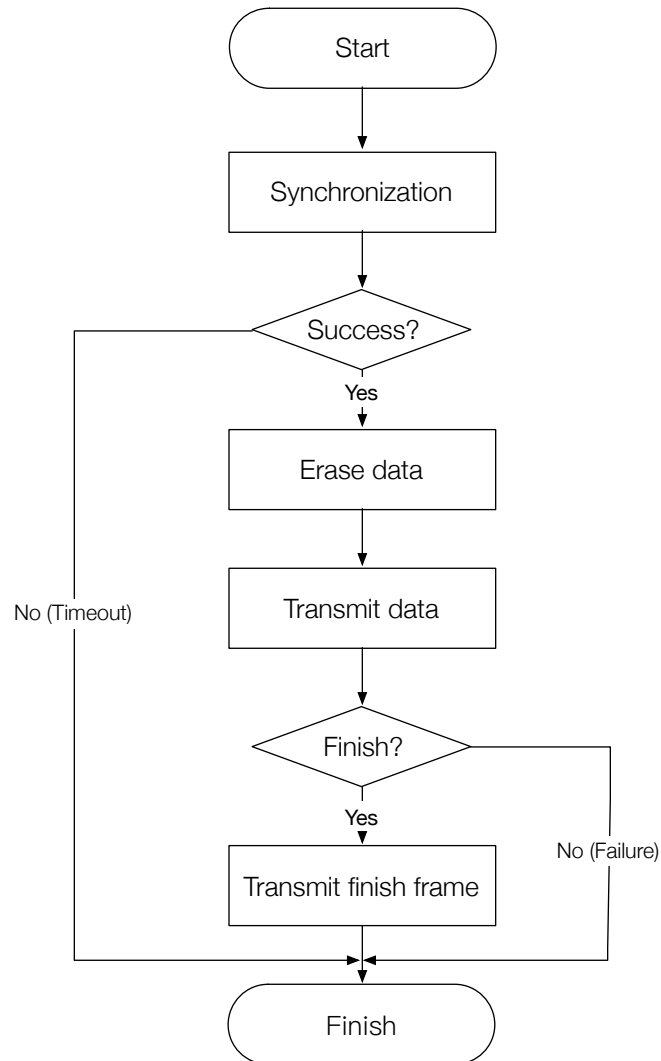 Start
Synchronization
Success?
Yes
Erase data
No (Timeout)
Transmit data
Finish?
Yes
No (Failure)
Transmit finish frame
Finish